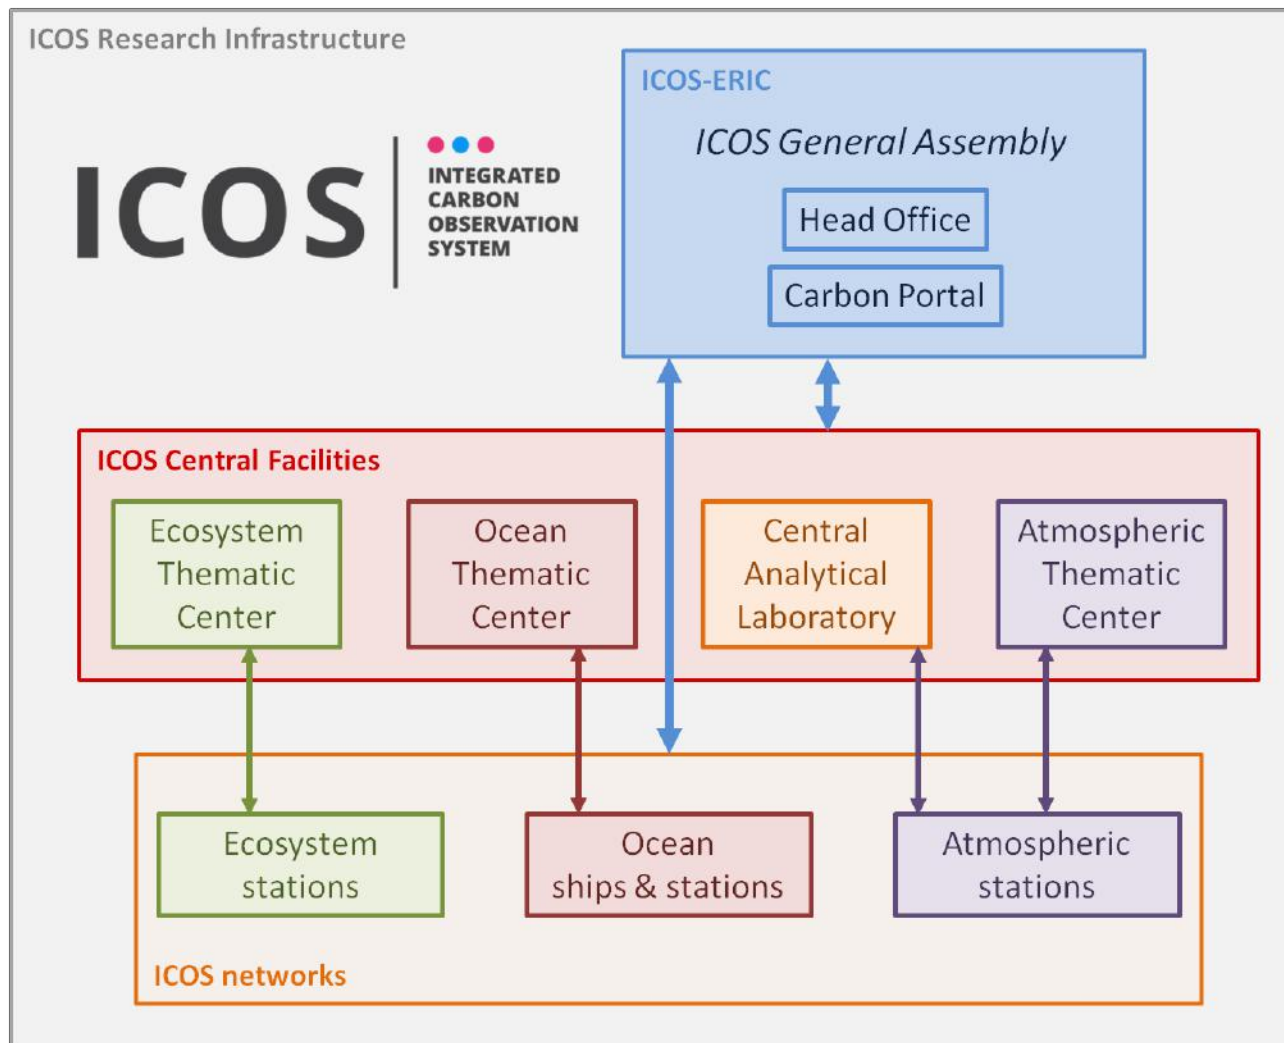 ICOS Research Infrastructure
ICOS
INTEGRATED
CARBON
OBSERVATION
SYSTEM
ICOS-ERIC
ICOS General Assembly
Head Office
Carbon Portal
ICOS Central Facilities
Ecosystem
Thematic
Center
Ocean
Thematic
Center
Central
Analytical
Laboratory
Atmospheric
Thematic
Center
Ecosystem
stations
Ocean
ships & stations
Atmospheric
stations
ICOS networks